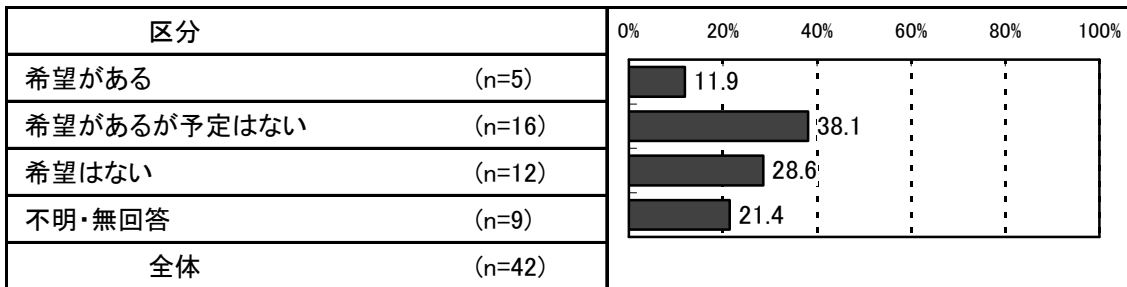 区分 0% 20% 40% 60% 80% 100%
希望がある (n=5) 11.9
希望があるが予定はない (n=16) 38.1
希望はない (n=12) 28.6
不明・無回答 (n=9) 21.4
全体 (n=42)